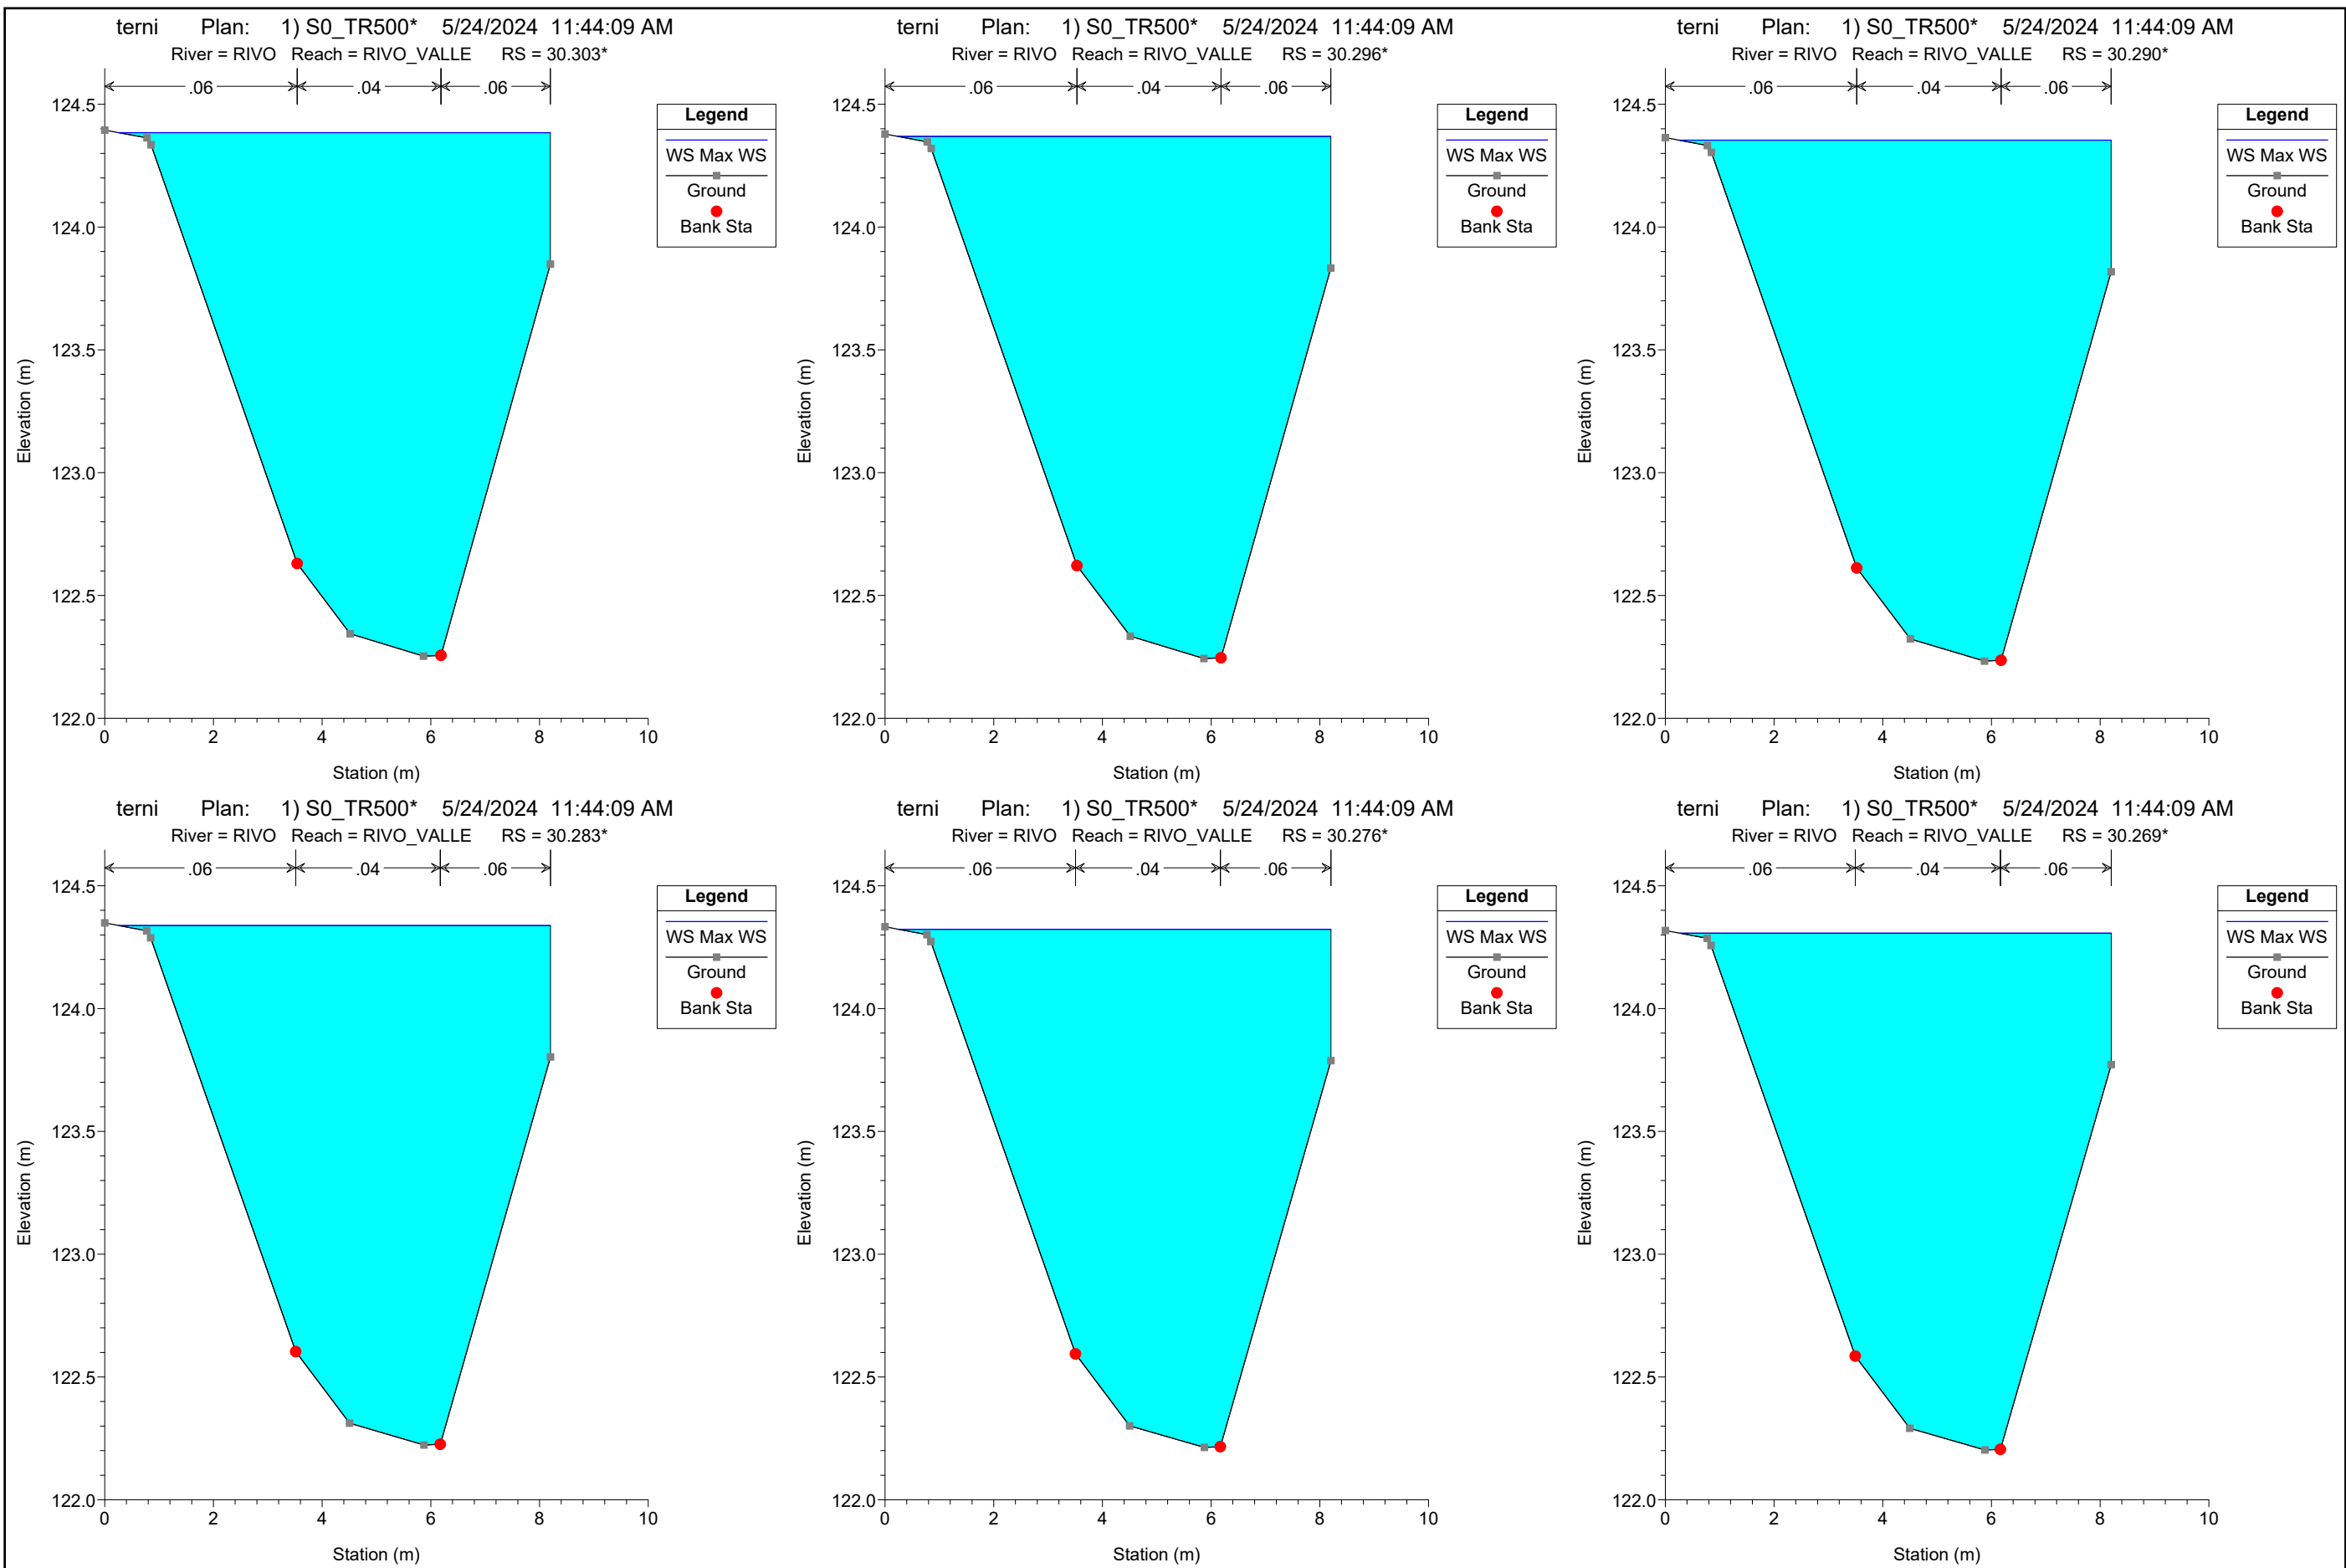 terni Plan: 1) S0_TR500* 5/24/2024 11:44:09 AM
River = RIVO Reach = RIVO_VALLE RS = 30.303*
.06 .04 .06
Legend
WS Max WS
Ground
Bank Sta
124.5
124.0
123.5
123.0
122.5
122.0
Elevation (m)
0 2 4 6 8 10
Station (m)
terni Plan: 1) S0_TR500* 5/24/2024 11:44:09 AM
River = RIVO Reach = RIVO_VALLE RS = 30.296*
.06 .04 .06
Legend
WS Max WS
Ground
Bank Sta
124.5
124.0
123.5
123.0
122.5
122.0
Elevation (m)
0 2 4 6 8 10
Station (m)
terni Plan: 1) S0_TR500* 5/24/2024 11:44:09 AM
River = RIVO Reach = RIVO_VALLE RS = 30.290*
.06 .04 .06
Legend
WS Max WS
Ground
Bank Sta
124.5
124.0
123.5
123.0
122.5
122.0
Elevation (m)
0 2 4 6 8 10
Station (m)
terni Plan: 1) S0_TR500* 5/24/2024 11:44:09 AM
River = RIVO Reach = RIVO_VALLE RS = 30.283*
.06 .04 .06
Legend
WS Max WS
Ground
Bank Sta
124.5
124.0
123.5
123.0
122.5
122.0
Elevation (m)
0 2 4 6 8 10
Station (m)
terni Plan: 1) S0_TR500* 5/24/2024 11:44:09 AM
River = RIVO Reach = RIVO_VALLE RS = 30.276*
.06 .04 .06
Legend
WS Max WS
Ground
Bank Sta
124.5
124.0
123.5
123.0
122.5
122.0
Elevation (m)
0 2 4 6 8 10
Station (m)
terni Plan: 1) S0_TR500* 5/24/2024 11:44:09 AM
River = RIVO Reach = RIVO_VALLE RS = 30.269*
.06 .04 .06
Legend
WS Max WS
Ground
Bank Sta
124.5
124.0
123.5
123.0
122.5
122.0
Elevation (m)
0 2 4 6 8 10
Station (m)